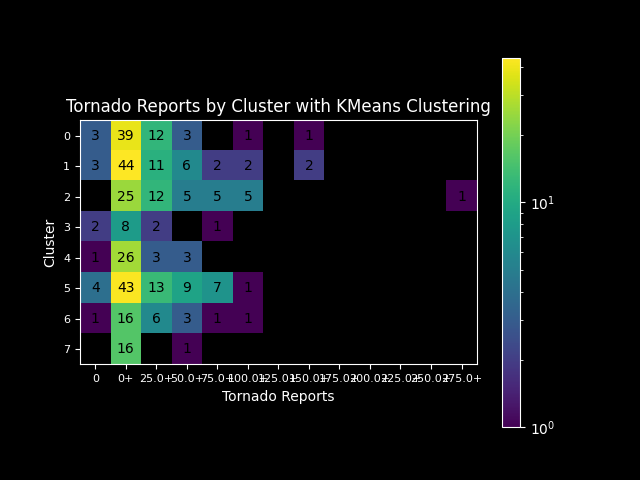 Tornado Reports by Cluster with KMeans Clustering
0 3 39 12 3 1 1
1 3 44 11 6 2 2 2
2 25 12 5 5 5 1
3 2 8 2 1
4 1 26 3 3
5 4 43 13 9 7 1
6 1 16 6 3 1 1
7 16 1
Cluster
0 0+ 25.0+ 50.0+ 75.0+ 100.0+ 125.0+ 150.0+ 175.0+ 200.0+ 225.0+ 250.0+ 275.0+
Tornado Reports
10¹
10⁰